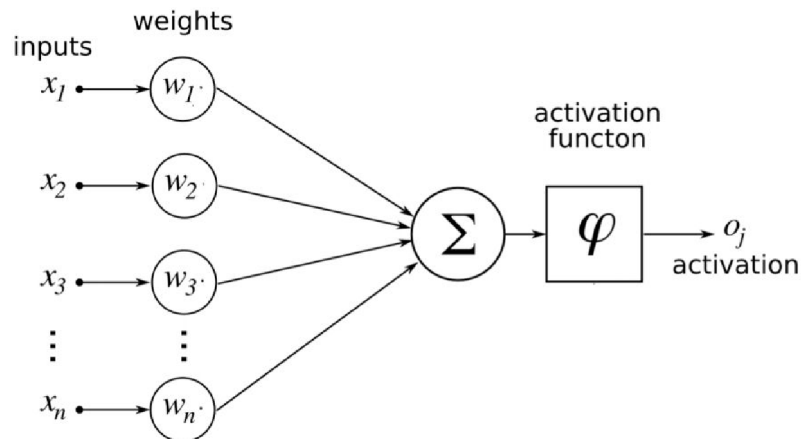 weights
inputs
x1 w1
activation
functon
x2 w2
Σ φ oj
activation
x3 w3
⋮ ⋮
xn wn